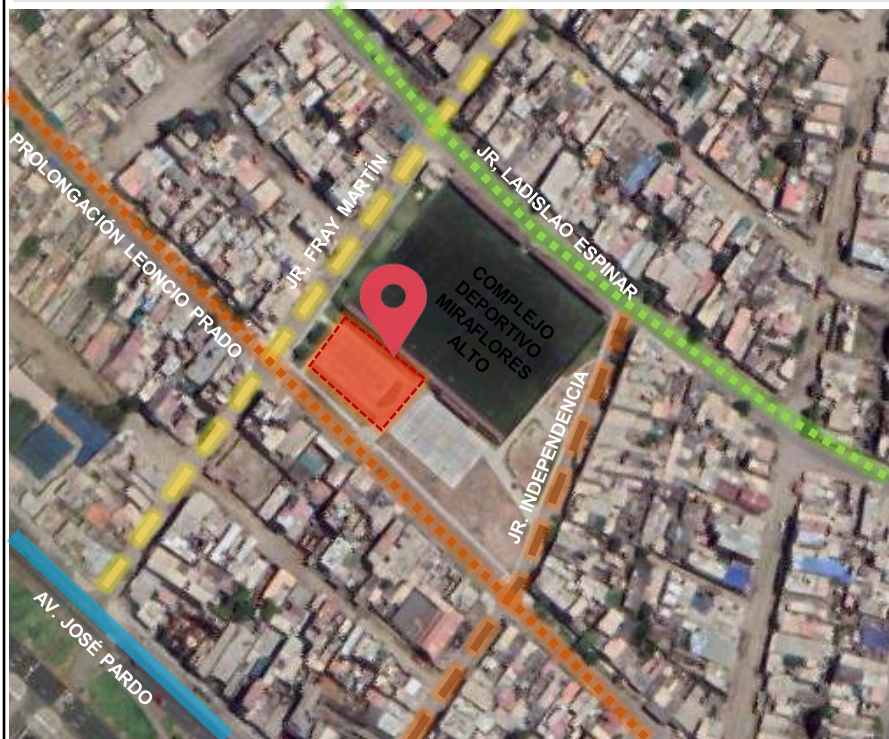 JR, LADISLAO ESPINAR
JR, FRAY MARTÍN
PROLONGACIÓN LEONCIO PRADO
COMPLEJO
DEPORTIVO
MIRAFLORES
ALTO
JR. INDEPENDENCIA
AV. JOSÉ PARDO